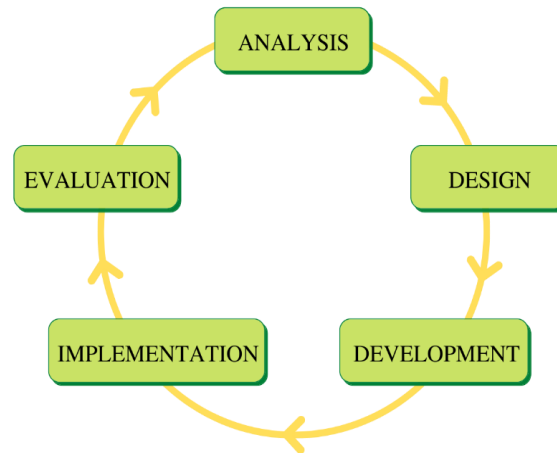 ANALYSIS
DESIGN
DEVELOPMENT
IMPLEMENTATION
EVALUATION